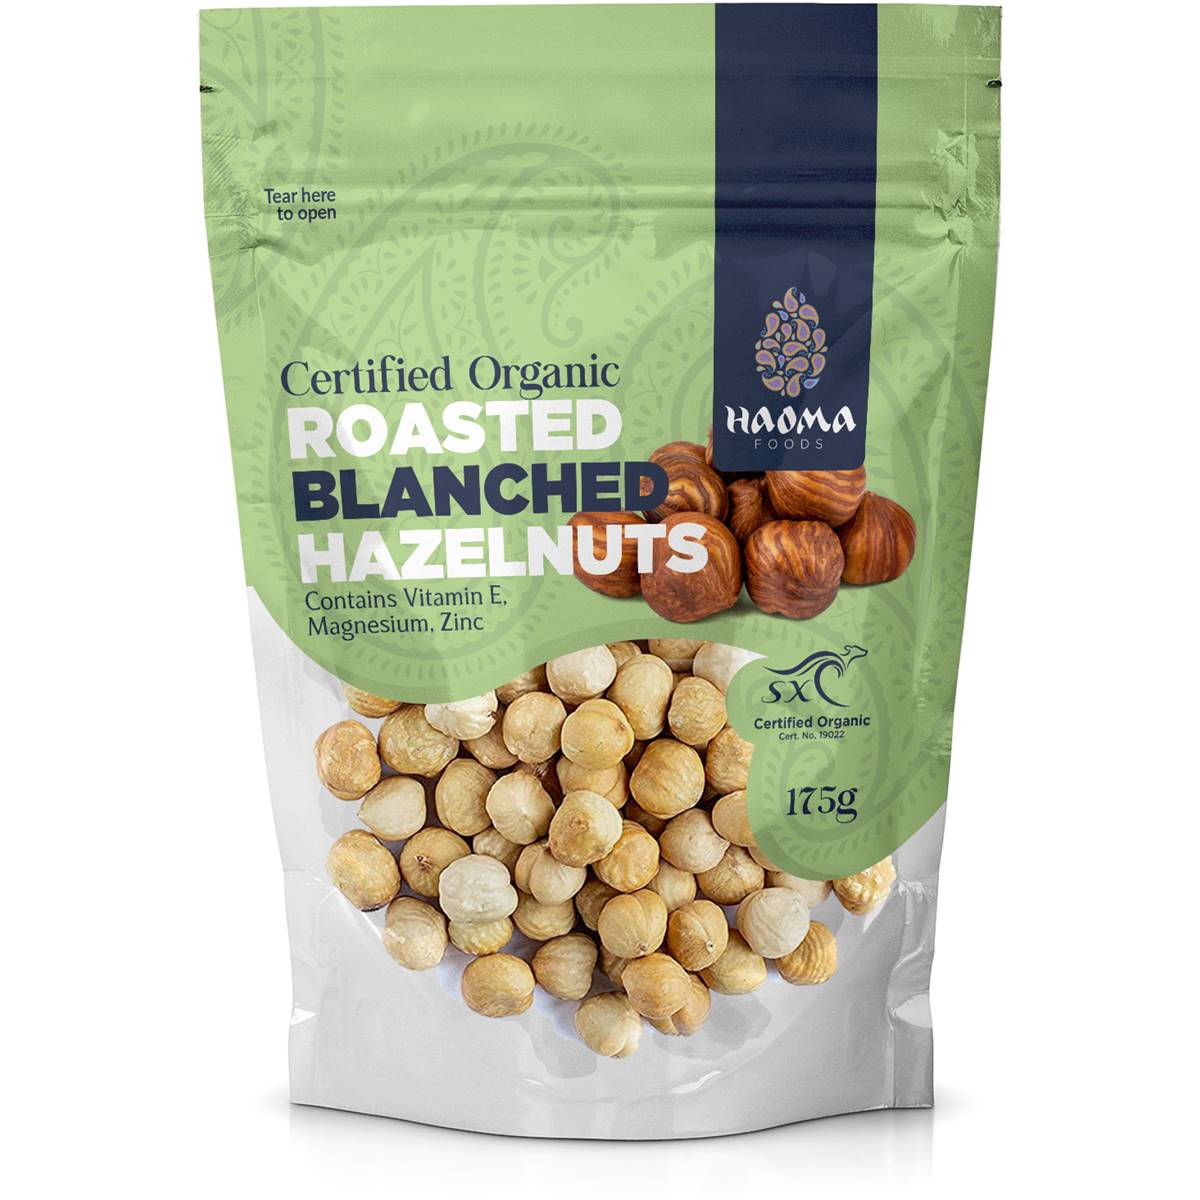 Tear here
to open
HAOMA
FOODS
Certified Organic
ROASTED
BLANCHED
HAZELNUTS
Contains Vitamin E,
Magnesium, Zinc
SXC
Certified Organic
Cert. No. 19022
175g